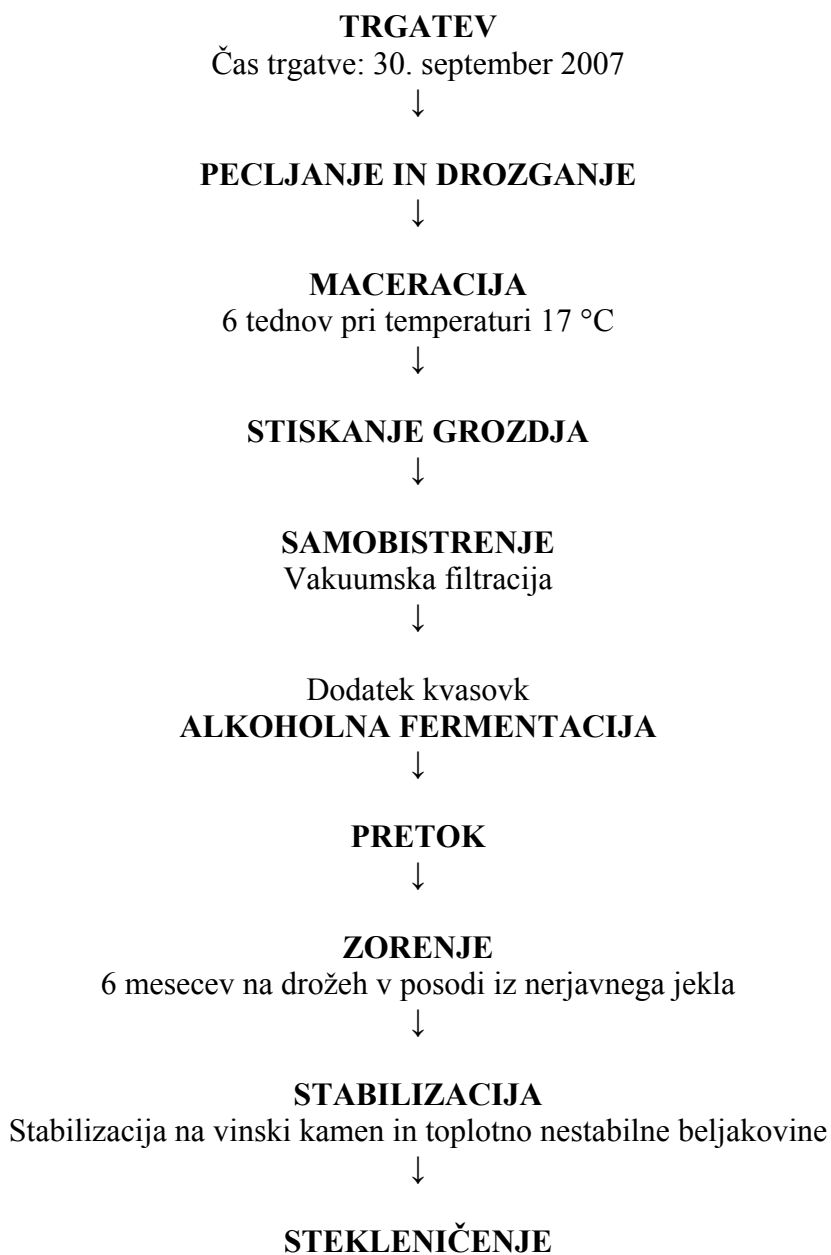 TRGATEV
Čas trgatve: 30. september 2007
↓
PECLJANJE IN DROZGANJE
↓
MACERACIJA
6 tednov pri temperaturi 17 °C
↓
STISKANJE GROZDJA
↓
SAMOBISTRENJE
Vakuumska filtracija
↓
Dodatek kvasovk
ALKOHOLNA FERMENTACIJA
↓
PRETOK
↓
ZORENJE
6 mesecev na drožeh v posodi iz nerjavnega jekla
↓
STABILIZACIJA
Stabilizacija na vinski kamen in toplotno nestabilne beljakovine
↓
STEKLENIČENJE